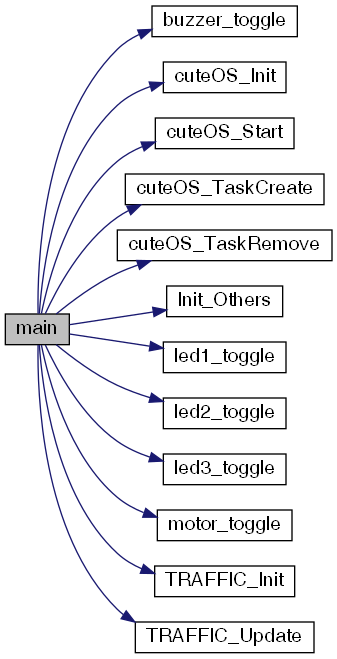 buzzer_toggle
cuteOS_Init
cuteOS_Start
cuteOS_TaskCreate
cuteOS_TaskRemove
Init_Others
main
led1_toggle
led2_toggle
led3_toggle
motor_toggle
TRAFFIC_Init
TRAFFIC_Update